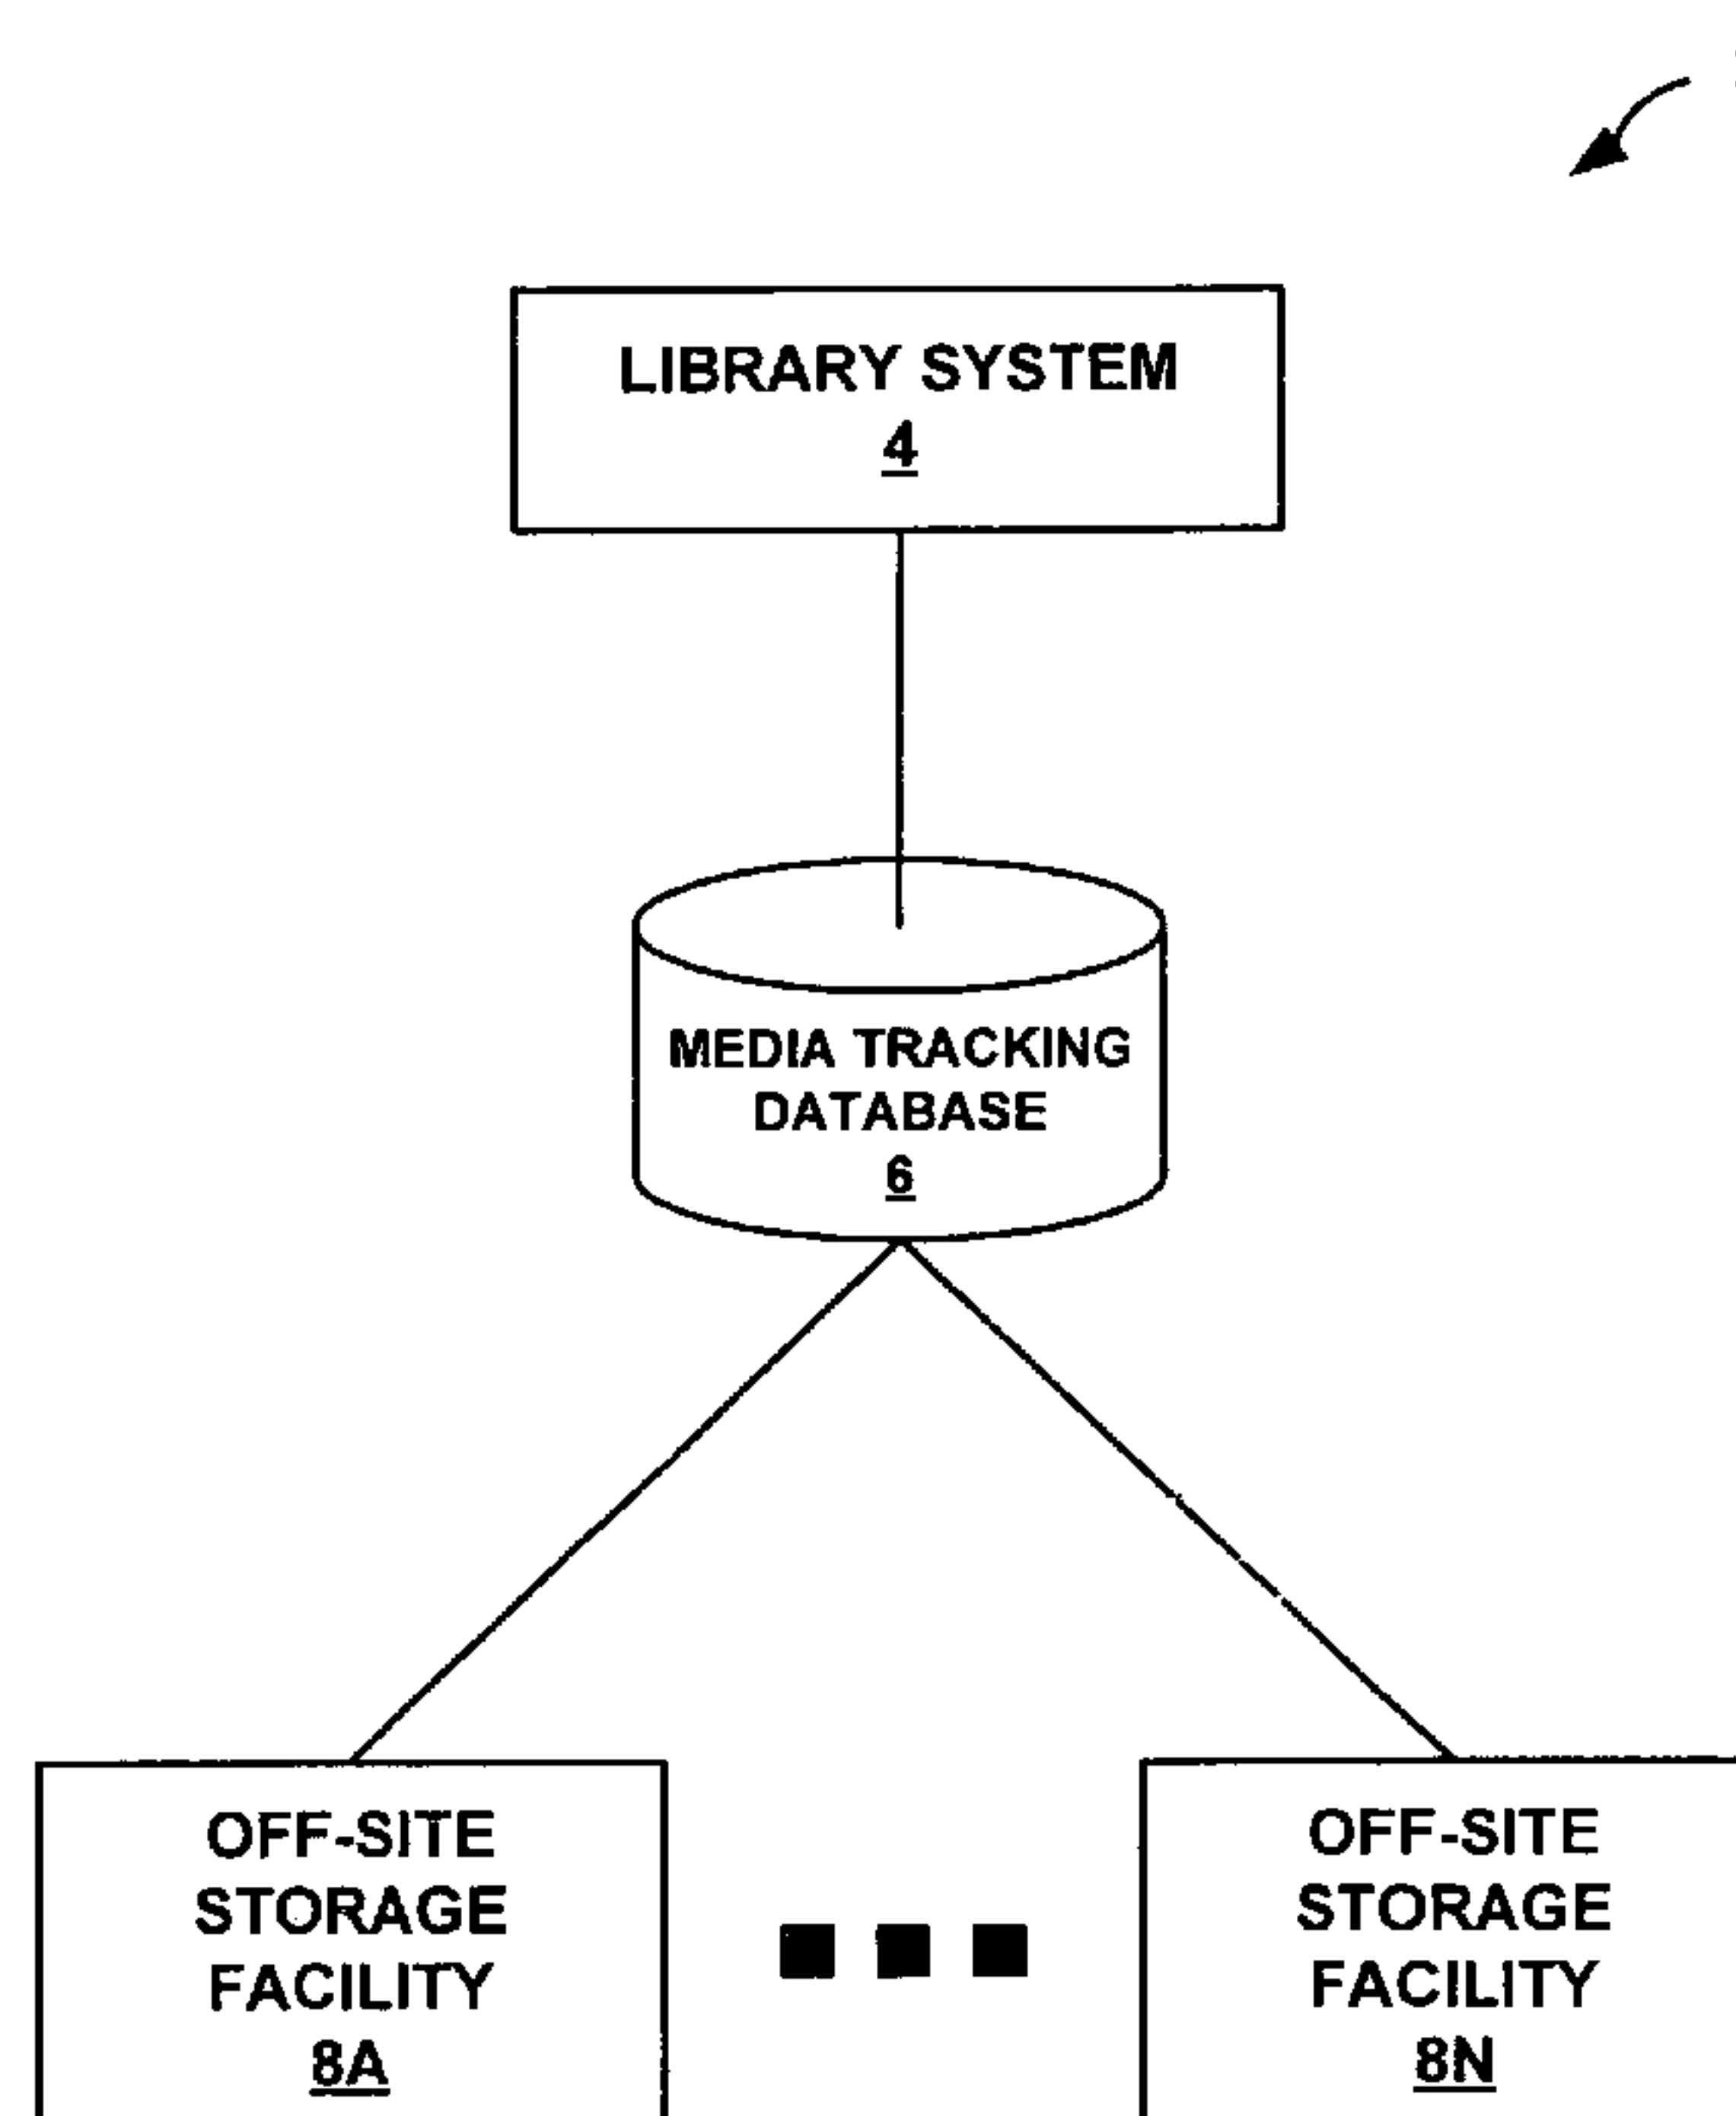 LIBRARY SYSTEM
4
MEDIA TRACKING
DATABASE
6
OFF-SITE
STORAGE
FACILITY
8A
OFF-SITE
STORAGE
FACILITY
8N